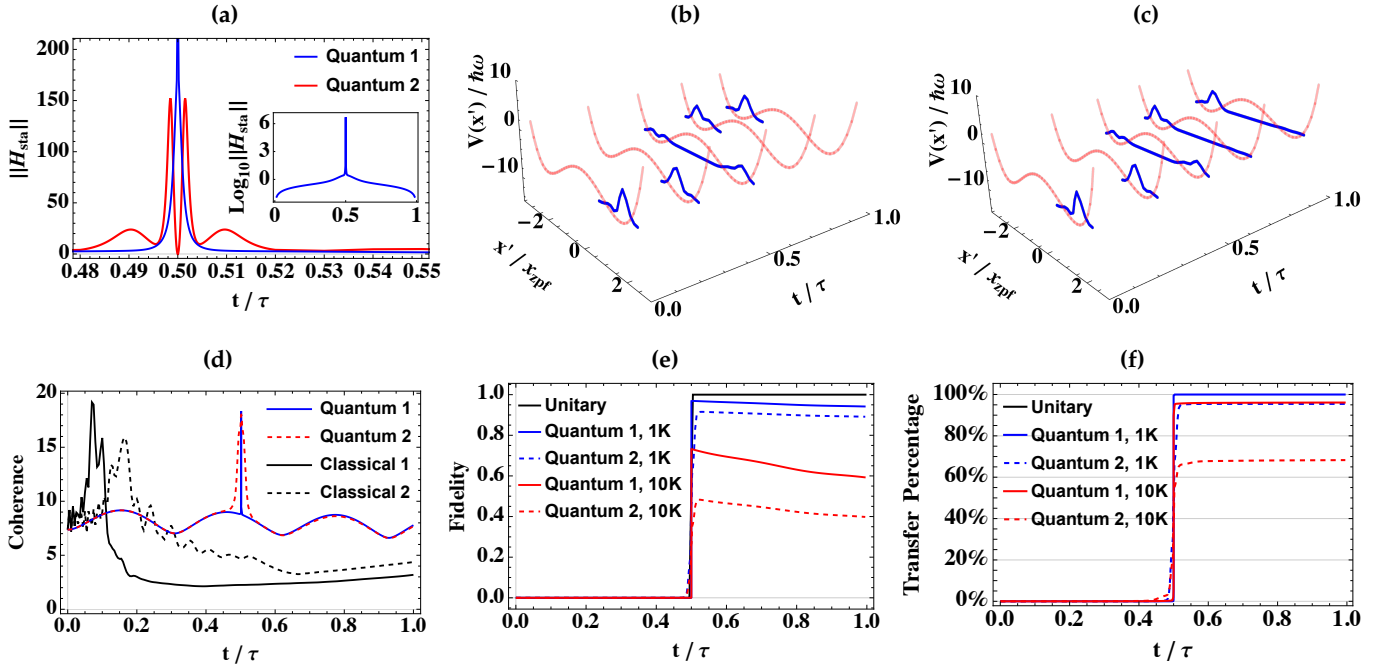 (a)
200
150
100
50
0
||H_sta||
Quantum 1
Quantum 2
Log_10||H_sta||
6
3
0
0
0.5
1
0.48 0.49 0.50 0.51 0.52 0.53 0.54 0.55
t / τ
(b)
V(x') / ℏω
10
0
−10
−2
0
2
x' / x_zpf
0.0
0.5
1.0
t / τ
(c)
V(x') / ℏω
10
0
−10
−2
0
2
x' / x_zpf
0.0
0.5
1.0
t / τ
(d)
Coherence
20
15
10
5
0
Quantum 1
Quantum 2
Classical 1
Classical 2
0.0 0.2 0.4 0.6 0.8 1.0
t / τ
(e)
Fidelity
1.0
0.8
0.6
0.4
0.2
0.0
Unitary
Quantum 1, 1K
Quantum 2, 1K
Quantum 1, 10K
Quantum 2, 10K
0.0 0.2 0.4 0.6 0.8 1.0
t / τ
(f)
Transfer Percentage
100%
80%
60%
40%
20%
0%
Unitary
Quantum 1, 1K
Quantum 2, 1K
Quantum 1, 10K
Quantum 2, 10K
0.0 0.2 0.4 0.6 0.8 1.0
t / τ